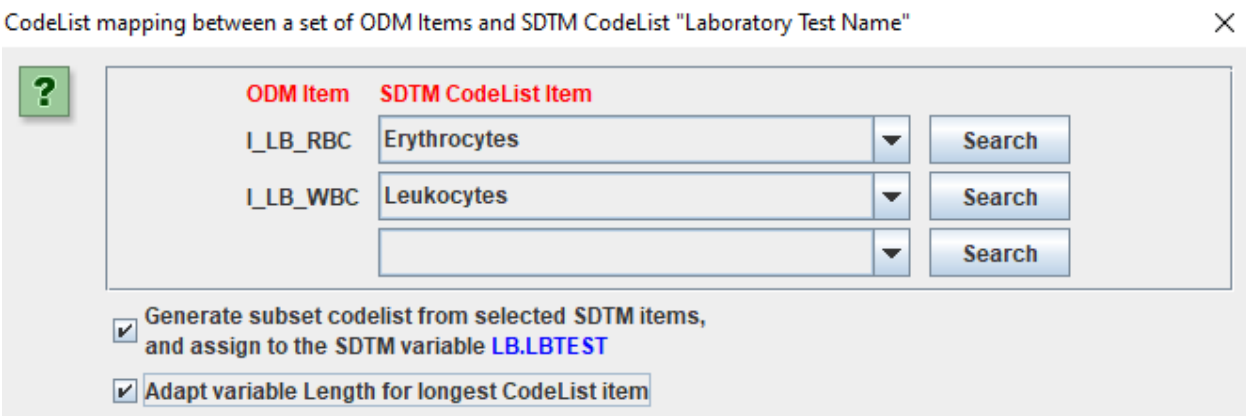 CodeList mapping between a set of ODM Items and SDTM CodeList "Laboratory Test Name"
?
ODM Item SDTM CodeList Item
I_LB_RBC Erythrocytes Search
I_LB_WBC Leukocytes Search
Search
Generate subset codelist from selected SDTM items,
and assign to the SDTM variable LB.LBTEST
Adapt variable Length for longest CodeList item